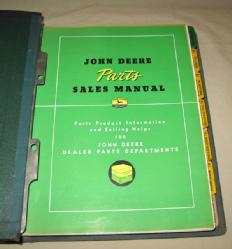 JOHN DEERE
Parts
SALES MANUAL
Parts Product Information
and Selling Helps
FOR
JOHN DEERE
DEALER PARTS DEPARTMENTS